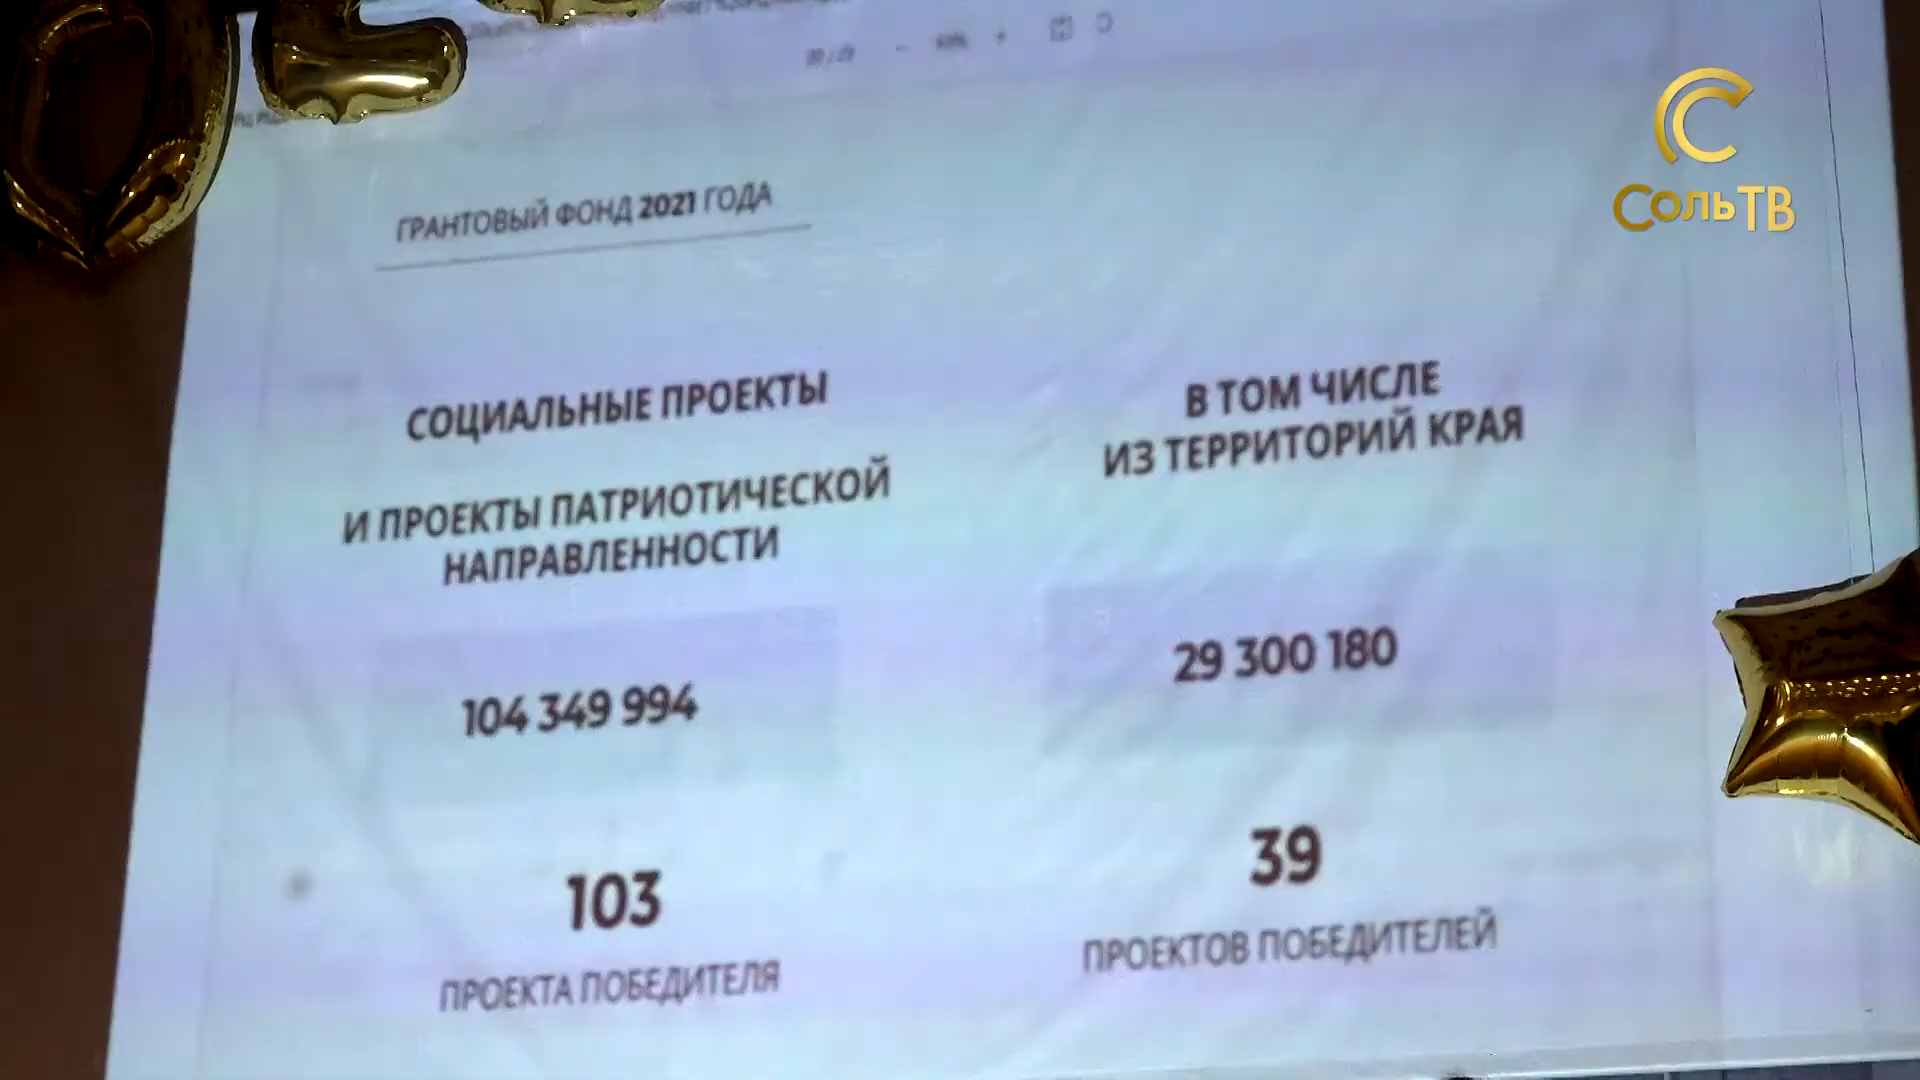 СОЛЬТВ
ГРАНТОВЫЙ ФОНД 2021 ГОДА
СОЦИАЛЬНЫЕ ПРОЕКТЫ
И ПРОЕКТЫ ПАТРИОТИЧЕСКОЙ
НАПРАВЛЕННОСТИ
104 349 994
103
ПРОЕКТА ПОБЕДИТЕЛЯ
В ТОМ ЧИСЛЕ
ИЗ ТЕРРИТОРИЙ КРАЯ
29 300 180
39
ПРОЕКТОВ ПОБЕДИТЕЛЕЙ